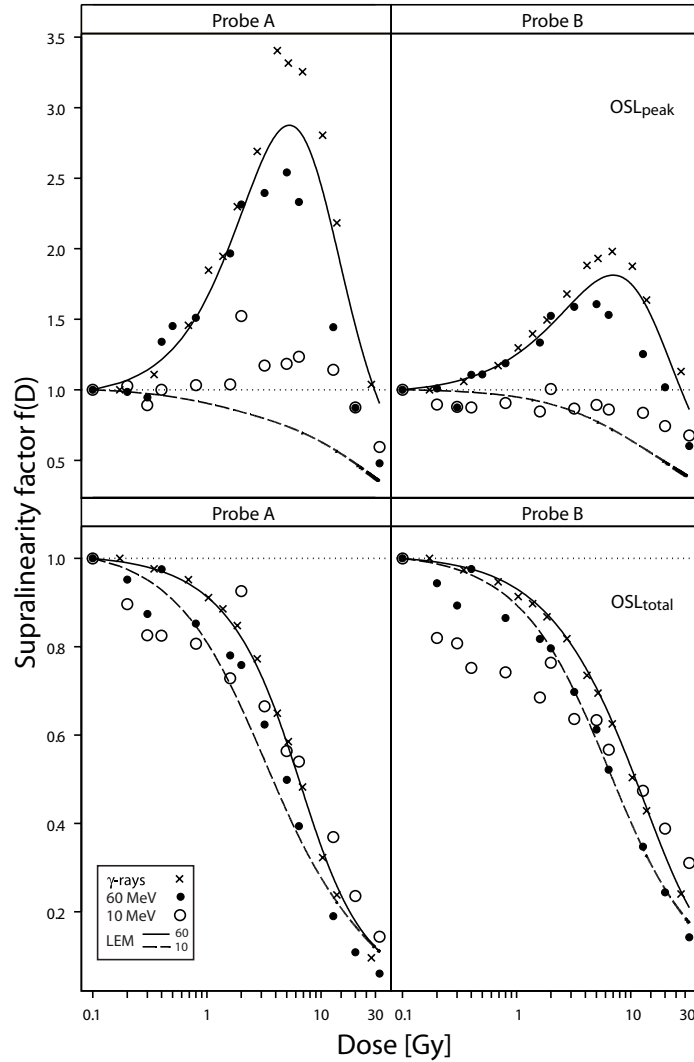 Probe A
Probe B
3.5
3.0
2.5
2.0
1.5
1.0
0.5
OSLpeak
Supralinearity factor f(D)
Probe A
Probe B
1.0
0.8
0.6
0.4
0.2
OSLtotal
γ-rays
60 MeV
10 MeV
LEM 60
10
0.1
1
10
30
0.1
1
10
30
Dose [Gy]